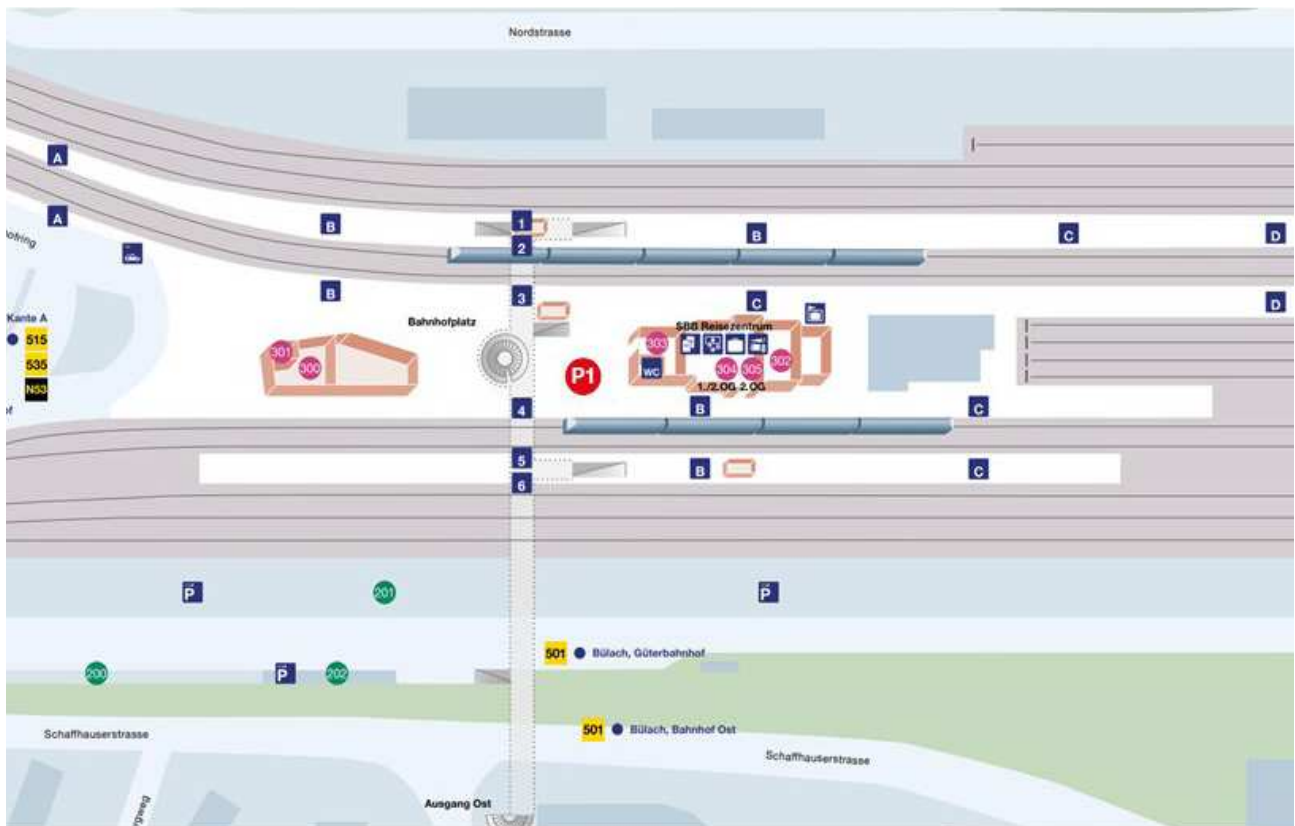 Nordstrasse
A
A
B
1
B
C
D
2
B
3
C
D
Kante A
515
535
N53
Bahnhofplatz
SBB Reisezentrum
301
300
P1
303
WC
304
305
302
1./2.OG
2.OG
4
B
C
5
B
C
6
P
201
P
501
Bülach, Güterbahnhof
200
P
202
501
Bülach, Bahnhof Ost
Schaffhauserstrasse
Schaffhauserstrasse
Ausgang Ost